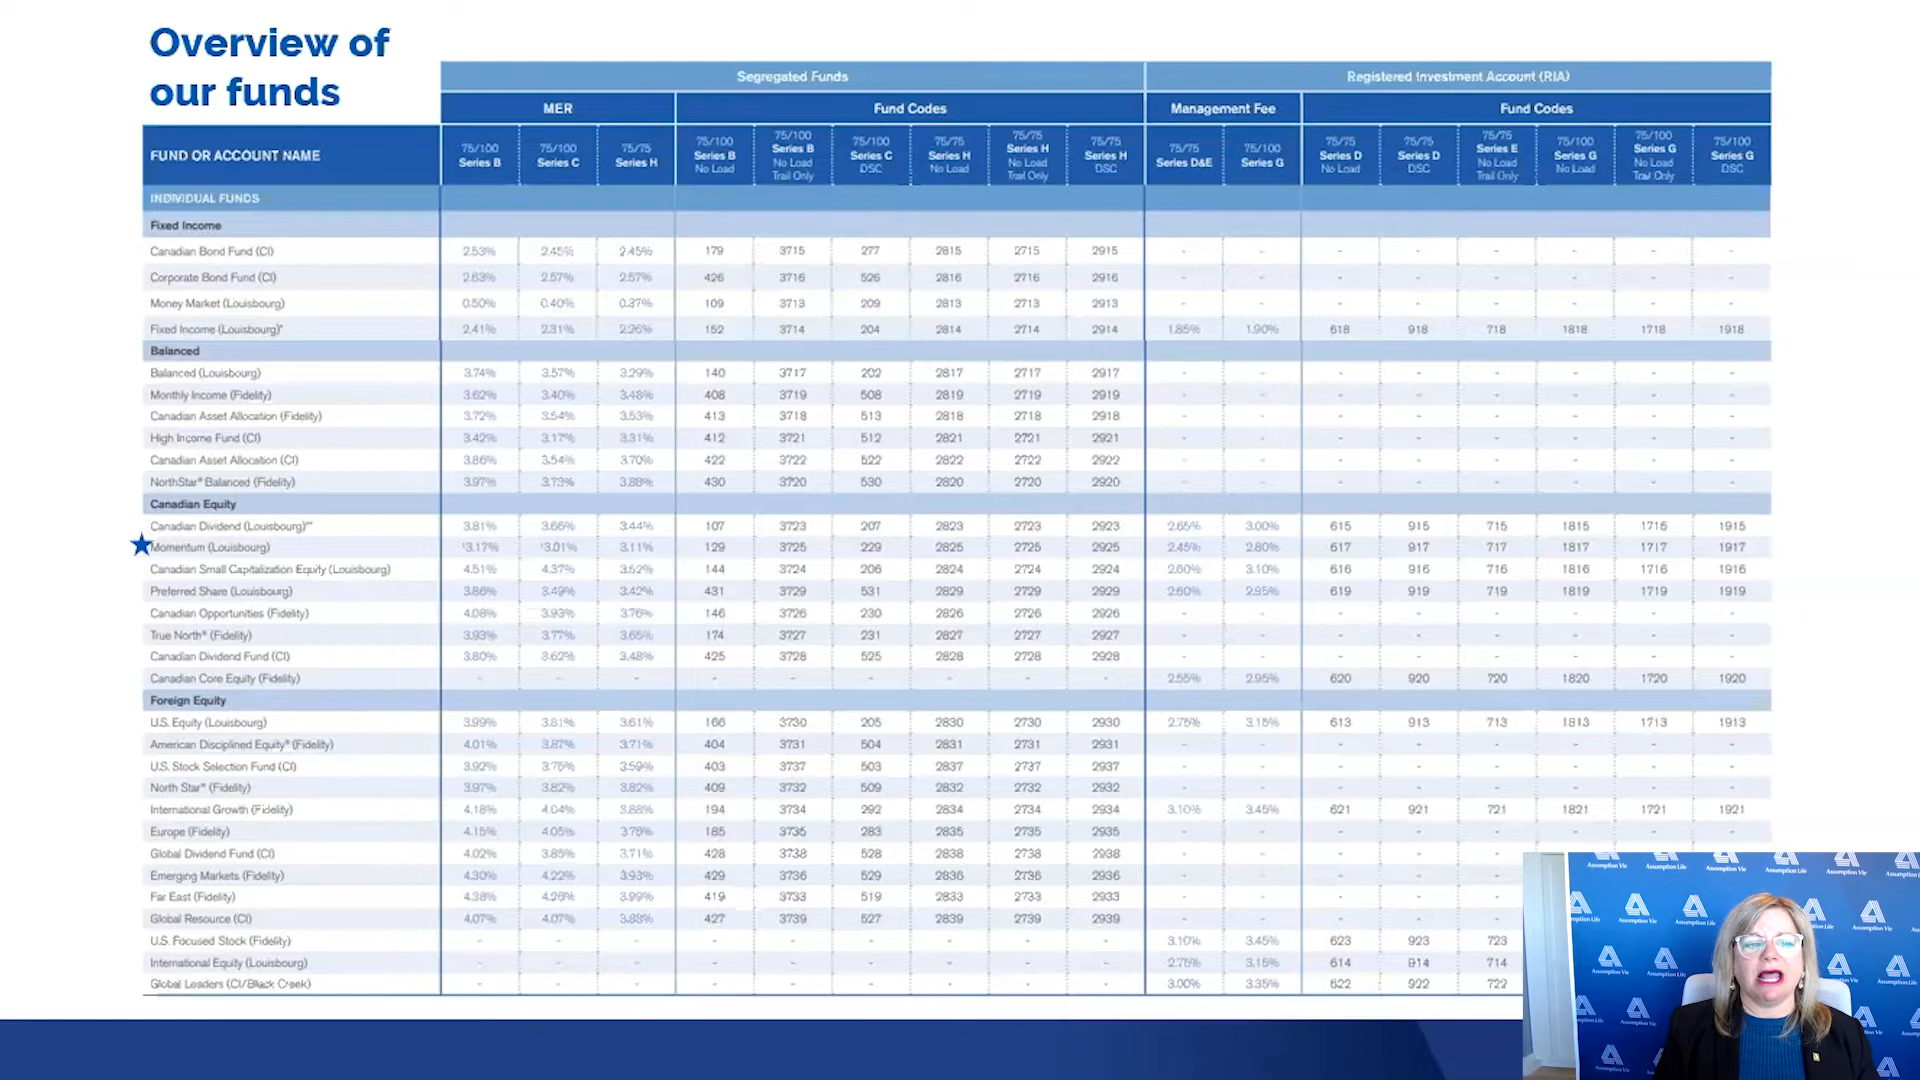 Overview of
our funds
Segregated Funds Registered Investment Account (RIA)
MER Fund Codes Management Fee Fund Codes
FUND OR ACCOUNT NAME 75/100 Series B 75/100 Series C 75/75 Series H 75/100 Series B No Load 75/100 Series B No Load Trail Only 75/100 Series C DSC 75/75 Series H No Load 75/75 Series H No Load Trail Only 75/75 Series H DSC 75/75 Series D&E 75/100 Series G 75/75 Series D No Load 75/75 Series D DSC 75/75 Series E No Load Trail Only 75/100 Series G No Load 75/100 Series G No Load Trail Only 75/100 Series G DSC
INDIVIDUAL FUNDS
Fixed Income
Canadian Bond Fund (CI) 2.53% 2.45% 2.45% 179 3715 277 2815 2715 2915 - - - - - - - -
Corporate Bond Fund (CI) 2.63% 2.57% 2.57% 426 3716 526 2816 2716 2916 - - - - - - - -
Money Market (Louisbourg) 0.50% 0.40% 0.37% 109 3713 209 2813 2713 2913 - - - - - - - -
Fixed Income (Louisbourg)* 2.41% 2.31% 2.26% 152 3714 204 2814 2714 2914 1.85% 1.90% 618 918 718 1818 1718 1918
Balanced
Balanced (Louisbourg) 3.74% 3.57% 3.29% 140 3717 202 2817 2717 2917 - - - - - - - -
Monthly Income (Fidelity) 3.62% 3.40% 3.48% 408 3719 508 2819 2719 2919 - - - - - - - -
Canadian Asset Allocation (Fidelity) 3.72% 3.54% 3.53% 413 3718 513 2818 2718 2918 - - - - - - - -
High Income Fund (CI) 3.42% 3.17% 3.31% 412 3721 512 2821 2721 2921 - - - - - - - -
Canadian Asset Allocation (CI) 3.86% 3.54% 3.70% 422 3722 522 2822 2722 2922 - - - - - - - -
NorthStar® Balanced (Fidelity) 3.97% 3.73% 3.88% 430 3720 530 2820 2720 2920 - - - - - - - -
Canadian Equity
Canadian Dividend (Louisbourg)** 3.81% 3.66% 3.44% 107 3723 207 2823 2723 2923 2.65% 3.00% 615 915 715 1815 1715 1915
Momentum (Louisbourg) 3.17% 3.01% 3.11% 129 3725 229 2825 2725 2925 2.45% 2.80% 617 917 717 1817 1717 1917
Canadian Small Capitalization Equity (Louisbourg) 4.51% 4.37% 3.52% 144 3724 206 2824 2724 2924 2.60% 3.10% 616 916 716 1816 1716 1916
Preferred Share (Louisbourg) 3.86% 3.49% 3.42% 431 3729 531 2829 2729 2929 2.60% 2.95% 619 919 719 1819 1719 1919
Canadian Opportunities (Fidelity) 4.08% 3.93% 3.76% 146 3726 230 2826 2726 2926 - - - - - - - -
True North® (Fidelity) 3.93% 3.77% 3.65% 174 3727 231 2827 2727 2927 - - - - - - - -
Canadian Dividend Fund (CI) 3.80% 3.62% 3.48% 425 3728 525 2828 2728 2928 - - - - - - - -
Canadian Core Equity (Fidelity) - - - - - - - - - 2.55% 2.95% 620 920 720 1820 1720 1920
Foreign Equity
U.S. Equity (Louisbourg) 3.99% 3.81% 3.61% 166 3730 205 2830 2730 2930 2.75% 3.15% 613 913 713 1813 1713 1913
American Disciplined Equity® (Fidelity) 4.01% 3.87% 3.71% 404 3731 504 2831 2731 2931 - - - - - - - -
U.S. Stock Selection Fund (CI) 3.92% 3.75% 3.59% 403 3737 503 2837 2737 2937 - - - - - - - -
North Star® (Fidelity) 3.97% 3.82% 3.82% 409 3732 509 2832 2732 2932 - - - - - - - -
International Growth (Fidelity) 4.18% 4.04% 3.88% 194 3734 292 2834 2734 2934 3.10% 3.45% 621 921 721 1821 1721 1921
Europe (Fidelity) 4.15% 4.05% 3.76% 185 3735 283 2835 2735 2935 - - - - - - - -
Global Dividend Fund (CI) 4.02% 3.85% 3.71% 428 3738 528 2838 2738 2938 - - - - -
Emerging Markets (Fidelity) 4.30% 4.22% 3.93% 429 3736 529 2836 2736 2936 - - - - -
Far East (Fidelity) 4.38% 4.26% 3.99% 419 3733 519 2833 2733 2933 - - - - -
Global Resource (CI) 4.07% 4.07% 3.88% 427 3739 527 2839 2739 2939 - - - - -
U.S. Focused Stock (Fidelity) - - - - - - - - - 3.10% 3.45% 623 923 723
International Equity (Louisbourg) - - - - - - - - - 2.75% 3.15% 614 914 714
Global Leaders (CI/Black Creek) - - - - - - - - - 3.00% 3.35% 622 922 722
Assumption Vie
Assumption Life